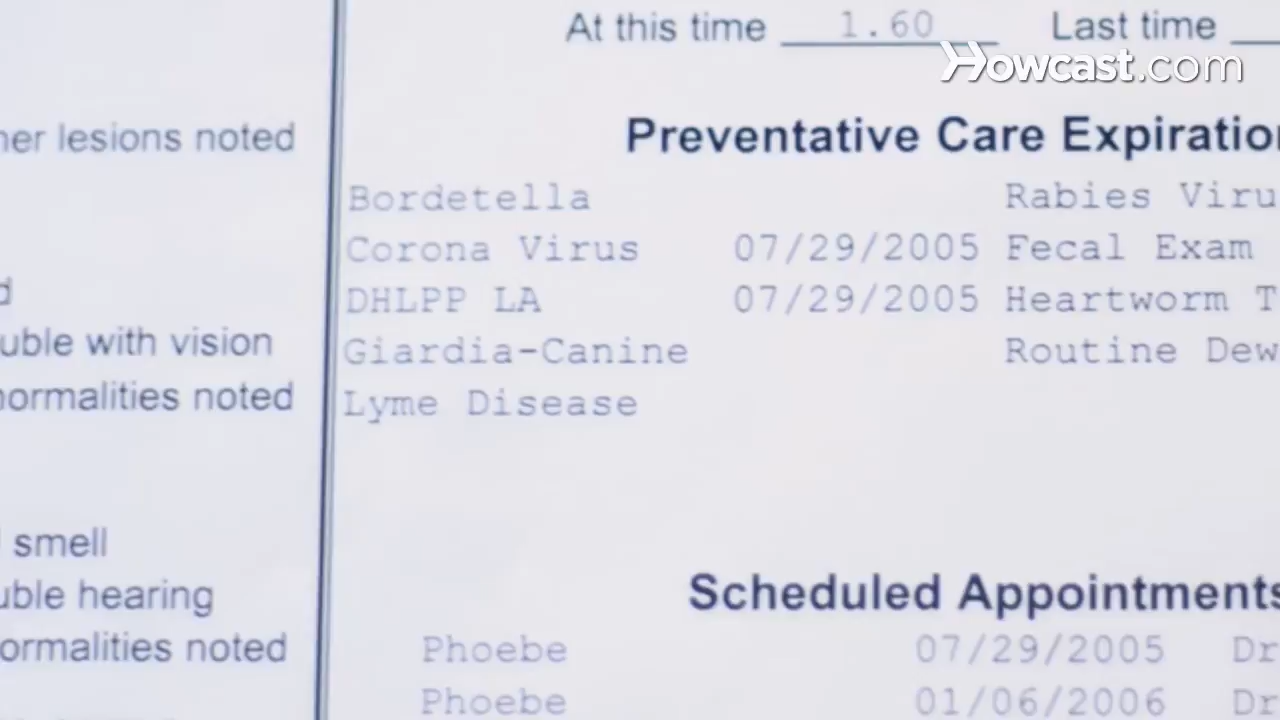 At this time 1.60 Last time
Howcast.com
ner lesions noted
Preventative Care Expiration
Bordetella Rabies Viru
Corona Virus 07/29/2005 Fecal Exam
d
DHLPP LA 07/29/2005 Heartworm T
uble with vision
Giardia-Canine Routine Dew
normalities noted
Lyme Disease
smell
uble hearing
Scheduled Appointments
ormalities noted
Phoebe 07/29/2005 Dr
Phoebe 01/06/2006 Dr